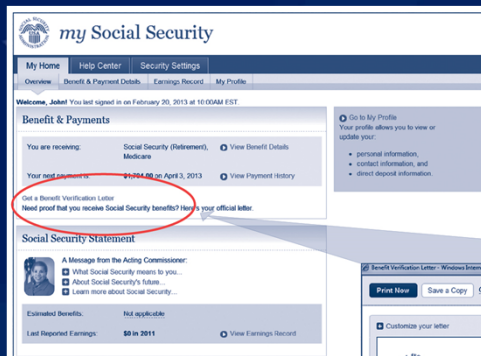 my Social Security
My Home Help Center Security Settings
Overview Benefit & Payment Details Earnings Record My Profile
Welcome, John! You last signed in on February 20, 2013 at 10:00AM EST.
Benefit & Payments
You are receiving: Social Security (Retirement), Medicare View Benefit Details
Your next payment is $1,704.00 on April 3, 2013 View Payment History
Get a Benefit Verification Letter
Need proof that you receive Social Security benefits? Here's your official letter.
Go to My Profile
Your profile allows you to view or
update your:
• personal information,
• contact information, and
• direct deposit information.
Social Security Statement
A Message from the Acting Commissioner:
What Social Security means to you...
About Social Security's future...
Learn more about Social Security...
Estimated Benefits: Not applicable
Last Reported Earnings: $0 in 2011 View Earnings Record
Benefit Verification Letter - Windows Intern
Print Now Save a Copy
Customize your letter